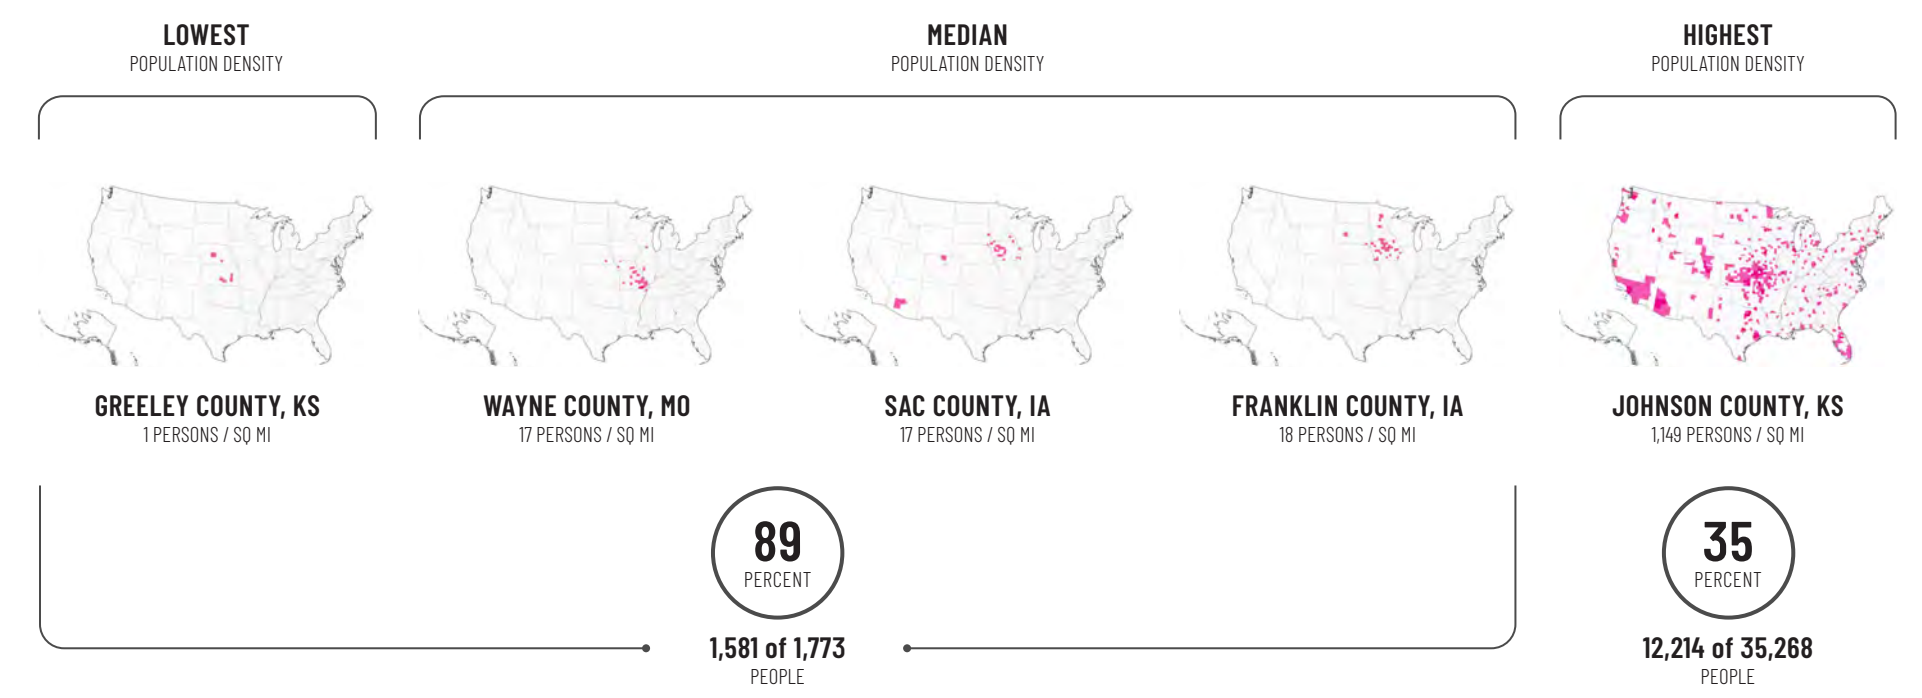 LOWEST
POPULATION DENSITY
MEDIAN
POPULATION DENSITY
HIGHEST
POPULATION DENSITY
GREELEY COUNTY, KS
1 PERSONS / SQ MI
WAYNE COUNTY, MO
17 PERSONS / SQ MI
SAC COUNTY, IA
17 PERSONS / SQ MI
FRANKLIN COUNTY, IA
18 PERSONS / SQ MI
JOHNSON COUNTY, KS
1,149 PERSONS / SQ MI
89
PERCENT
1,581 of 1,773
PEOPLE
35
PERCENT
12,214 of 35,268
PEOPLE